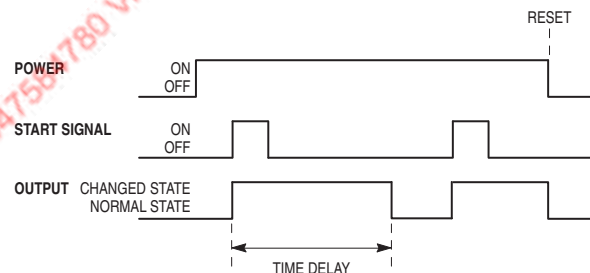 RESET
POWER ON
OFF
START SIGNAL ON
OFF
OUTPUT CHANGED STATE
NORMAL STATE
TIME DELAY